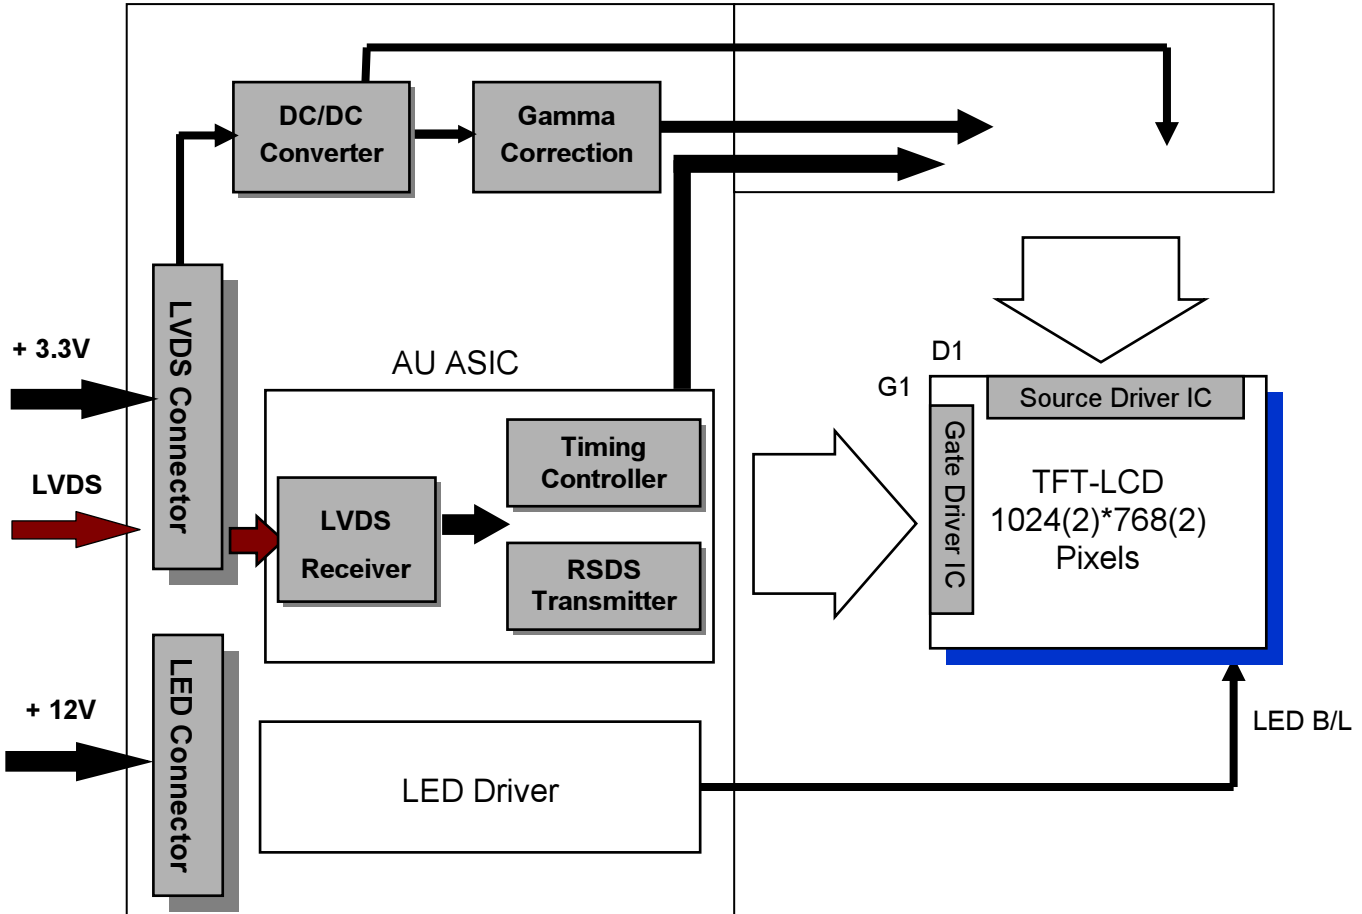 DC/DC
Converter
Gamma
Correction
+ 3.3V
LVDS
+ 12V
LVDS Connector
LED Connector
AU ASIC
LVDS
Receiver
Timing
Controller
RSDS
Transmitter
LED Driver
D1
G1
Source Driver IC
Gate Driver IC
TFT-LCD
1024(2)*768(2)
Pixels
LED B/L